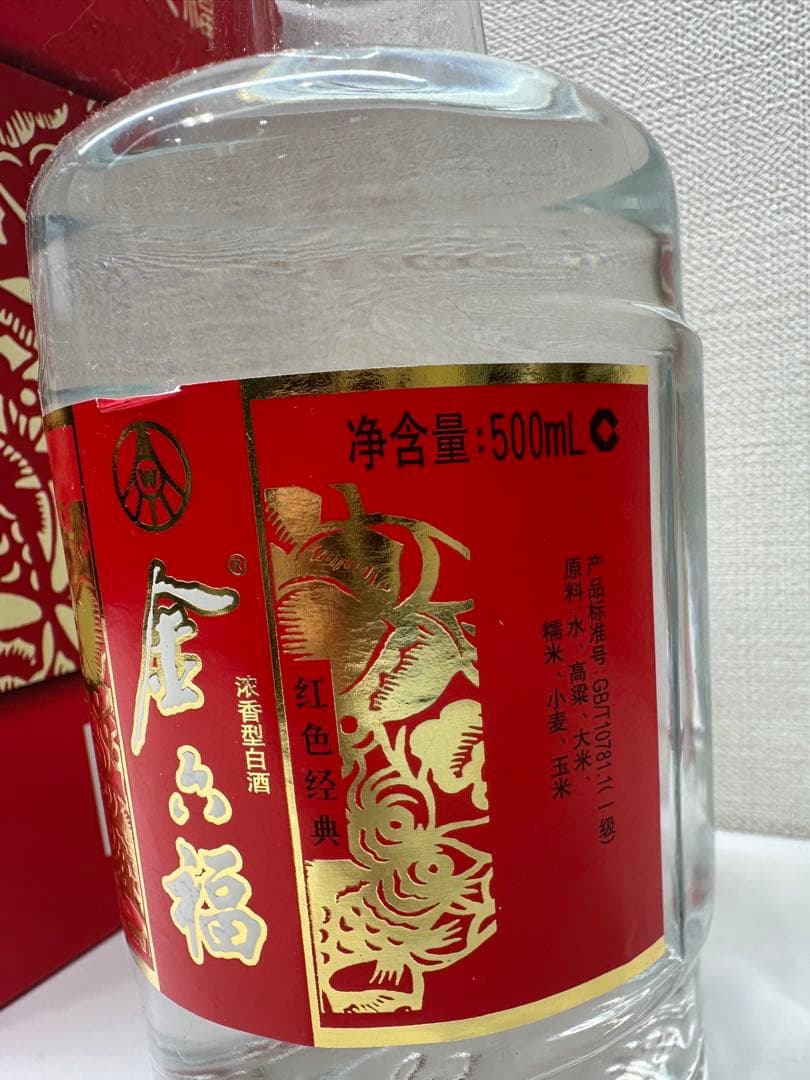 福
净含量:500mL
金六福®
浓香型白酒
红色经典
产品标准号:GB/T10781.1(一级)
原料:水、高粱、大米、
糯米、小麦、玉米